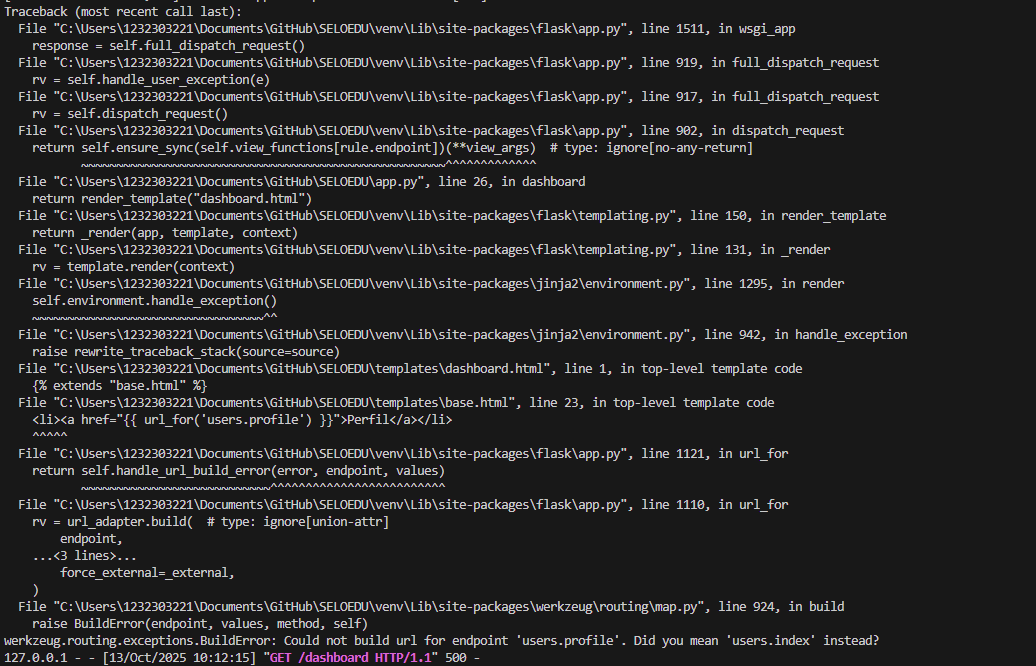 Traceback (most recent call last):
File "C:\Users\1232303221\Documents\GitHub\SELOEDU\venv\Lib\site-packages\flask\app.py", line 1511, in wsgi_app
response = self.full_dispatch_request()
File "C:\Users\1232303221\Documents\GitHub\SELOEDU\venv\Lib\site-packages\flask\app.py", line 919, in full_dispatch_request
rv = self.handle_user_exception(e)
File "C:\Users\1232303221\Documents\GitHub\SELOEDU\venv\Lib\site-packages\flask\app.py", line 917, in full_dispatch_request
rv = self.dispatch_request()
File "C:\Users\1232303221\Documents\GitHub\SELOEDU\venv\Lib\site-packages\flask\app.py", line 902, in dispatch_request
return self.ensure_sync(self.view_functions[rule.endpoint])(**view_args)  # type: ignore[no-any-return]
~~~~~~~~~~~~~~~~~~~~~~~~~~~~~~~~~~~~~~~~~~~~~~~~~~~~^^^^^^^^^^^^^
File "C:\Users\1232303221\Documents\GitHub\SELOEDU\app.py", line 26, in dashboard
return render_template("dashboard.html")
File "C:\Users\1232303221\Documents\GitHub\SELOEDU\venv\Lib\site-packages\flask\templating.py", line 150, in render_template
return _render(app, template, context)
File "C:\Users\1232303221\Documents\GitHub\SELOEDU\venv\Lib\site-packages\flask\templating.py", line 131, in _render
rv = template.render(context)
File "C:\Users\1232303221\Documents\GitHub\SELOEDU\venv\Lib\site-packages\jinja2\environment.py", line 1295, in render
self.environment.handle_exception()
~~~~~~~~~~~~~~~~~~~~~~~~~~~~~~~~~^^
File "C:\Users\1232303221\Documents\GitHub\SELOEDU\venv\Lib\site-packages\jinja2\environment.py", line 942, in handle_exception
raise rewrite_traceback_stack(source=source)
File "C:\Users\1232303221\Documents\GitHub\SELOEDU\templates\dashboard.html", line 1, in top-level template code
{% extends "base.html" %}
File "C:\Users\1232303221\Documents\GitHub\SELOEDU\templates\base.html", line 23, in top-level template code
<li><a href="{{ url_for('users.profile') }}">Perfil</a></li>
^^^^^
File "C:\Users\1232303221\Documents\GitHub\SELOEDU\venv\Lib\site-packages\flask\app.py", line 1121, in url_for
return self.handle_url_build_error(error, endpoint, values)
~~~~~~~~~~~~~~~~~~~~~~~~~~~^^^^^^^^^^^^^^^^^^^^^^^^^
File "C:\Users\1232303221\Documents\GitHub\SELOEDU\venv\Lib\site-packages\flask\app.py", line 1110, in url_for
rv = url_adapter.build(  # type: ignore[union-attr]
endpoint,
...<3 lines>...
force_external=_external,
)
File "C:\Users\1232303221\Documents\GitHub\SELOEDU\venv\Lib\site-packages\werkzeug\routing\map.py", line 924, in build
raise BuildError(endpoint, values, method, self)
werkzeug.routing.exceptions.BuildError: Could not build url for endpoint 'users.profile'. Did you mean 'users.index' instead?
127.0.0.1 - - [13/Oct/2025 10:12:15] "GET /dashboard HTTP/1.1" 500 -